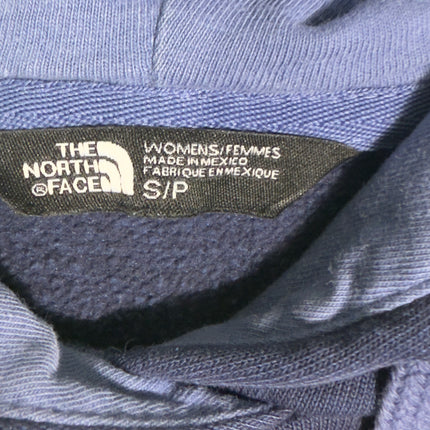 THE
NORTH
®FACE
WOMENS/FEMMES
MADE IN MEXICO
FABRIQUE EN MEXIQUE
S/P